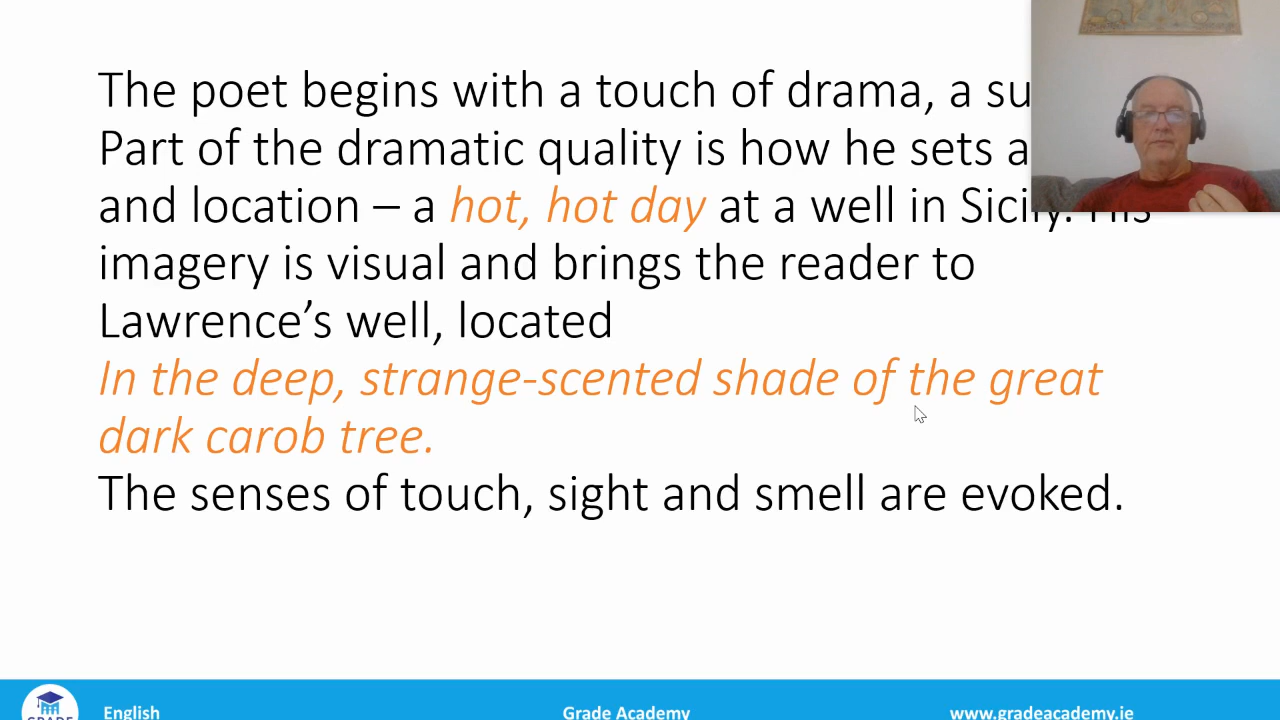 The poet begins with a touch of drama, a
Part of the dramatic quality is how he sets
and location – a hot, hot day at a well in Sicily. His
imagery is visual and brings the reader to
Lawrence’s well, located
In the deep, strange-scented shade of the great
dark carob tree.
The senses of touch, sight and smell are evoked.
GRADE
English
Grade Academy
www.gradeacademy.ie